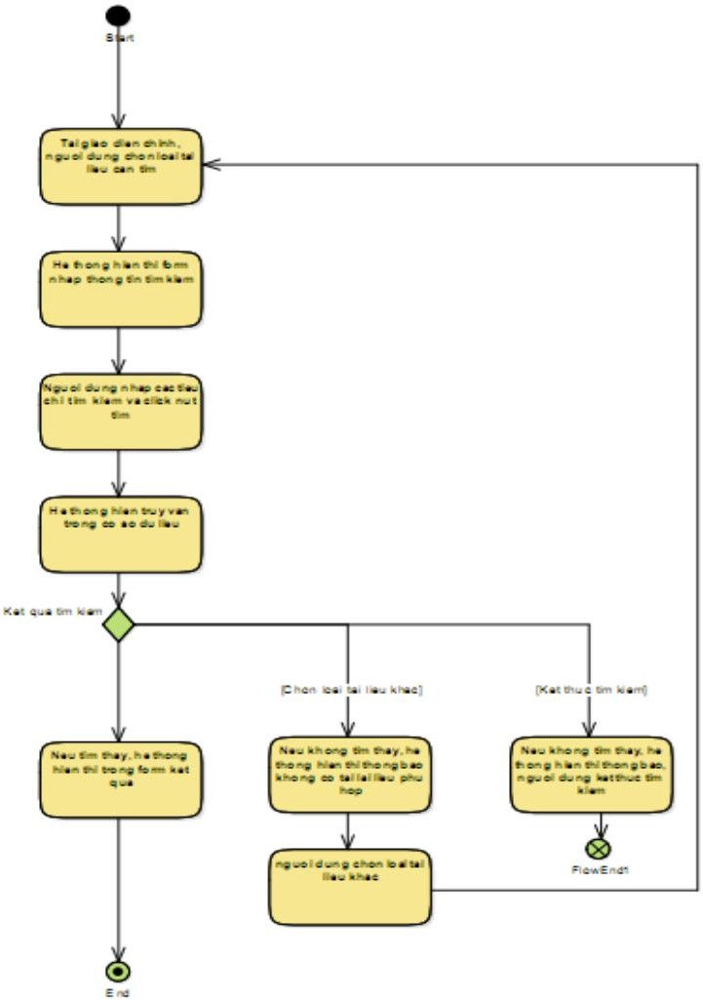 Start
Tai giao dien chinh,
nguoi dung chon loai tai
lieu can tim
He thong hien thi form
nhap thong tin tim kiem
Nguoi dung nhap cac tieu
chi tim kiem va click nut
tim
He thong hien truy van
trong co so du lieu
Ket qua tim kiem
[Chon loai tai lieu khac]
[Ket thuc tim kiem]
Neu tim thay, he thong
hien thi trong form ket
qua
Neu khong tim thay, he
thong hien thi thong bao
khong co tai lai lieu phu
hop
Neu khong tim thay, he
thong hien thi thong bao,
nguoi dung ket thuc tim
kiem
nguoi dung chon loai tai
lieu khac
FlowEnd1
End